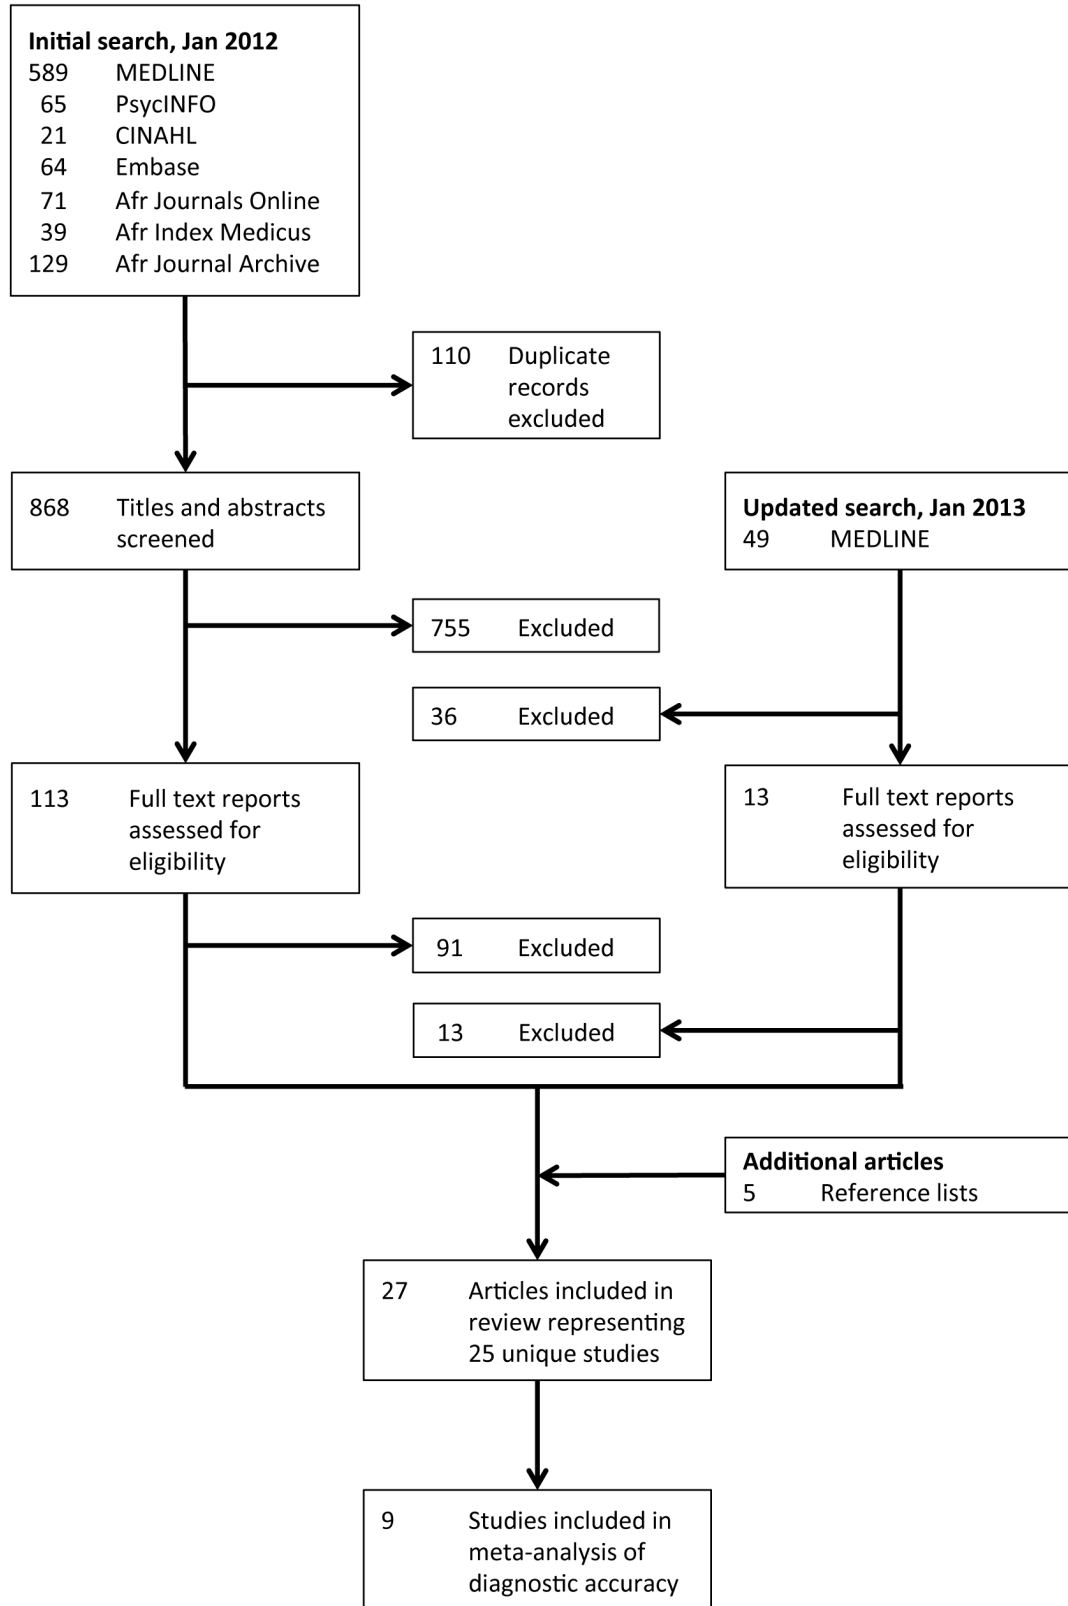 Initial search, Jan 2012
589 MEDLINE
65 PsycINFO
21 CINAHL
64 Embase
71 Afr Journals Online
39 Afr Index Medicus
129 Afr Journal Archive
110 Duplicate
records
excluded
868 Titles and abstracts
screened
Updated search, Jan 2013
49 MEDLINE
755 Excluded
36 Excluded
113 Full text reports
assessed for
eligibility
13 Full text reports
assessed for
eligibility
91 Excluded
13 Excluded
Additional articles
5 Reference lists
27 Articles included in
review representing
25 unique studies
9 Studies included in
meta-analysis of
diagnostic accuracy